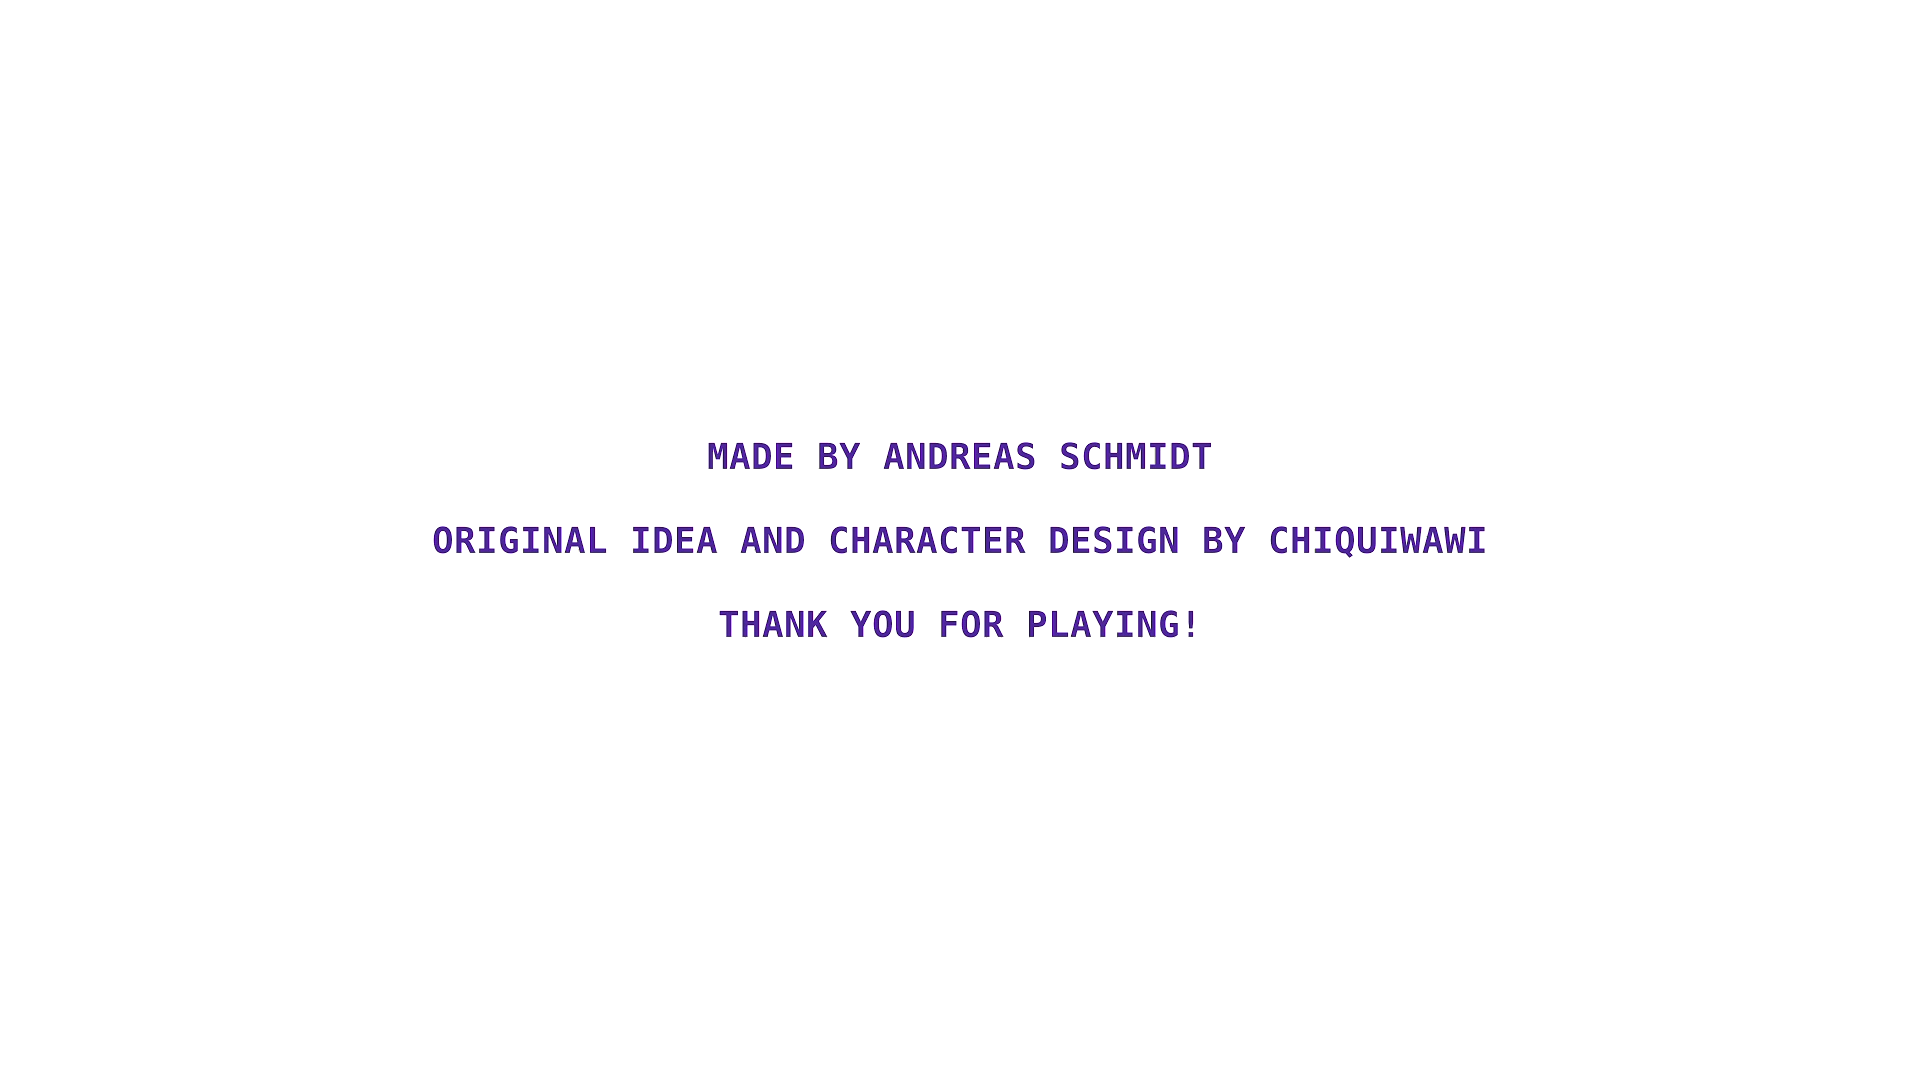 MADE BY ANDREAS SCHMIDT
ORIGINAL IDEA AND CHARACTER DESIGN BY CHIQUIWAWI
THANK YOU FOR PLAYING!